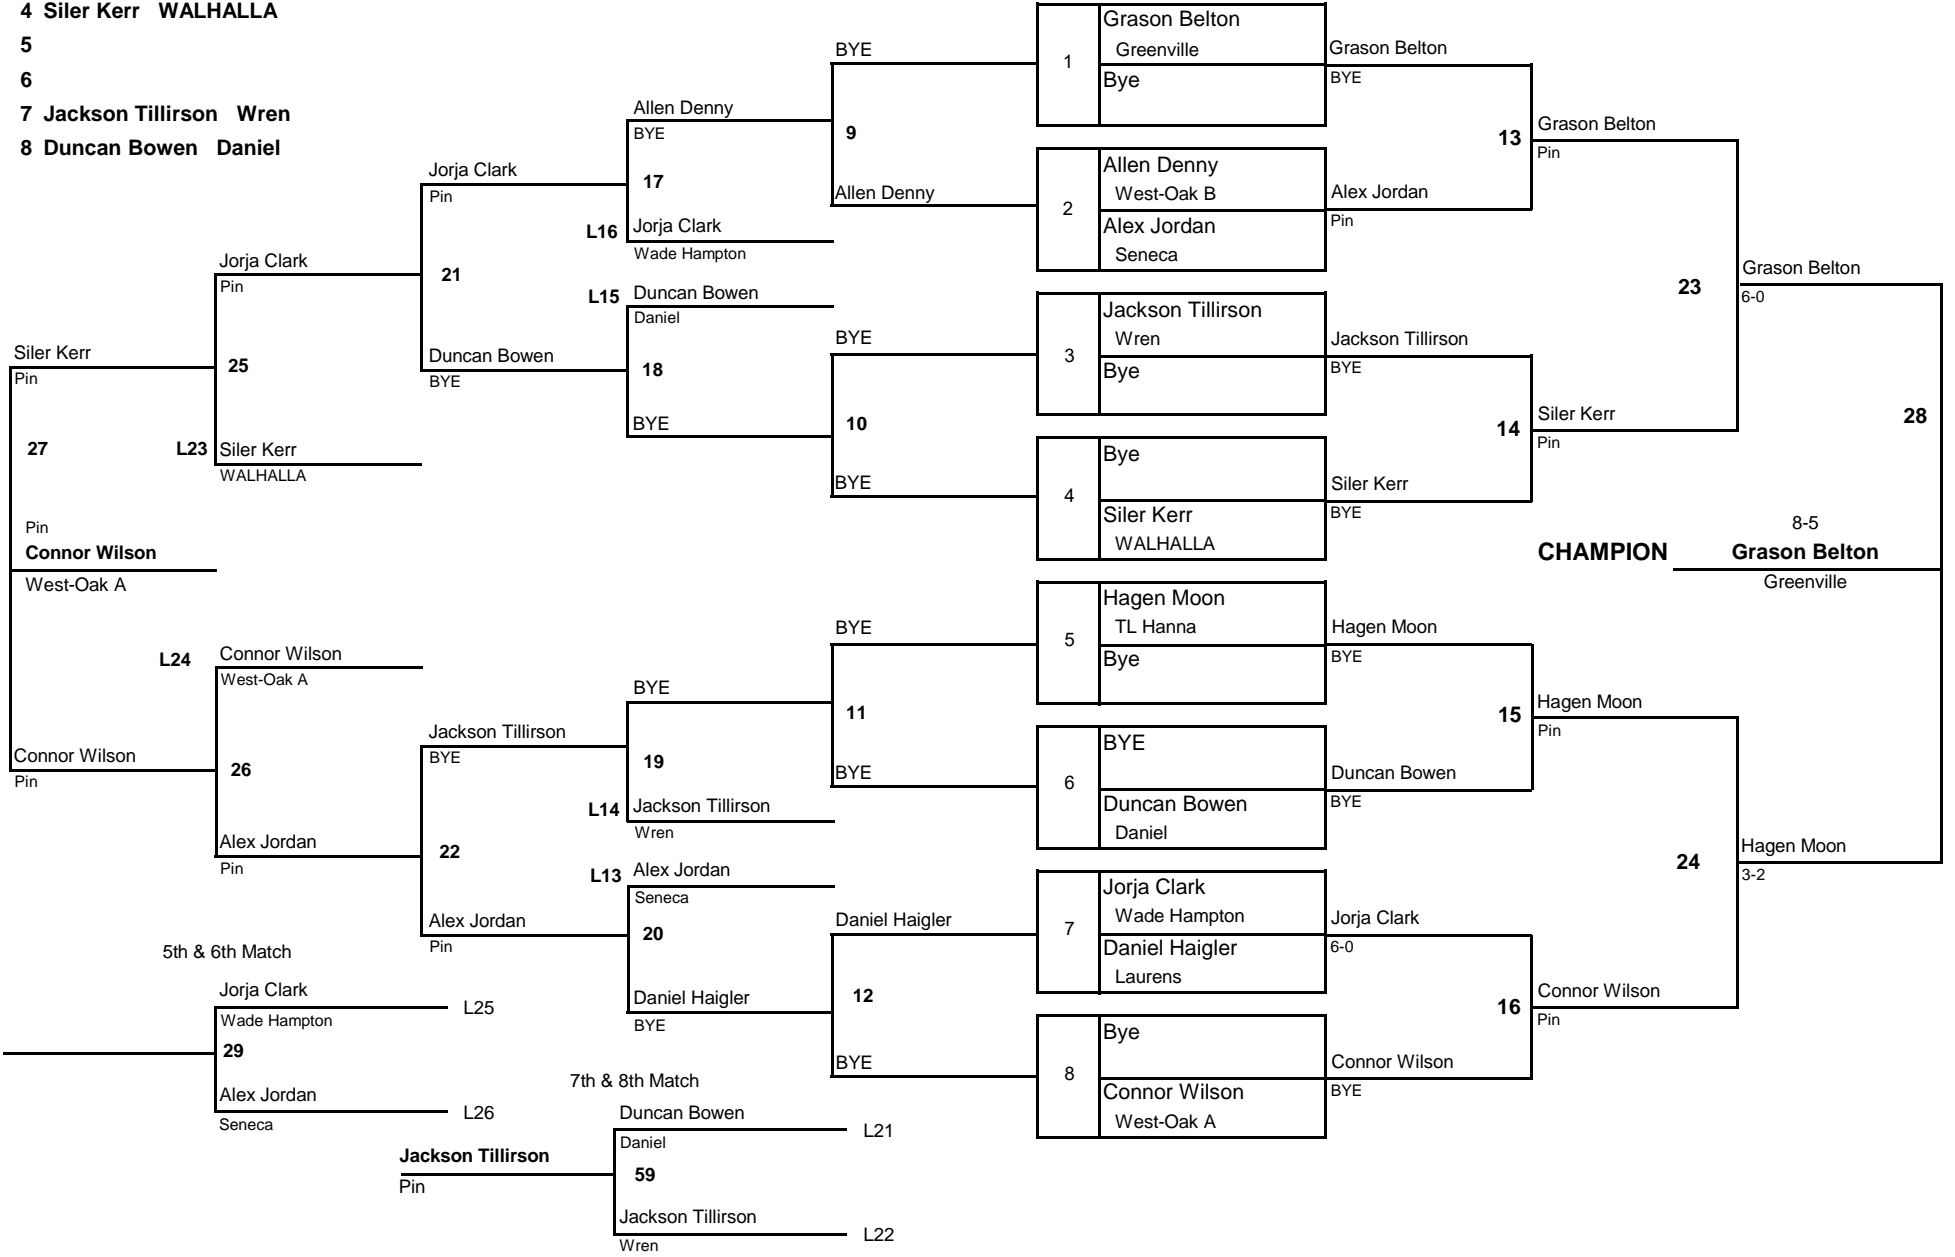 4 Siler Kerr WALHALLA
5
6
7 Jackson Tillirson Wren
8 Duncan Bowen Daniel
Siler Kerr
Pin
27
Pin
Connor Wilson
West-Oak A
Connor Wilson
Pin
Jorja Clark
Pin
25
L23 Siler Kerr
WALHALLA
L24 Connor Wilson
West-Oak A
26
Alex Jordan
Pin
5th & 6th Match
Jorja Clark
L25
Wade Hampton
29
Alex Jordan
L26
Seneca
Jorja Clark
Pin
21
Duncan Bowen
BYE
Jackson Tillirson
BYE
22
Alex Jordan
Pin
7th & 8th Match
Duncan Bowen
L21
Daniel
Jackson Tillirson
59
Pin
Jackson Tillirson
L22
Wren
Allen Denny
BYE
17
L16 Jorja Clark
Wade Hampton
L15 Duncan Bowen
Daniel
18
BYE
BYE
19
L14 Jackson Tillirson
Wren
L13 Alex Jordan
Seneca
20
Daniel Haigler
BYE
BYE
9
Allen Denny
BYE
10
BYE
BYE
11
BYE
Daniel Haigler
12
BYE
Grason Belton
Greenville
1
Bye
Allen Denny
West-Oak B
2
Alex Jordan
Seneca
Jackson Tillirson
Wren
3
Bye
Bye
4
Siler Kerr
WALHALLA
Hagen Moon
TL Hanna
5
Bye
BYE
6
Duncan Bowen
Daniel
Jorja Clark
Wade Hampton
7
Daniel Haigler
Laurens
Bye
8
Connor Wilson
West-Oak A
Grason Belton
BYE
13
Alex Jordan
Pin
Jackson Tillirson
BYE
14
Siler Kerr
BYE
Hagen Moon
BYE
15
Duncan Bowen
BYE
Jorja Clark
6-0
16
Connor Wilson
BYE
Grason Belton
Pin
23
Siler Kerr
Pin
Hagen Moon
Pin
24
Connor Wilson
Pin
Grason Belton
6-0
28
8-5
CHAMPION Grason Belton
Greenville
Hagen Moon
3-2